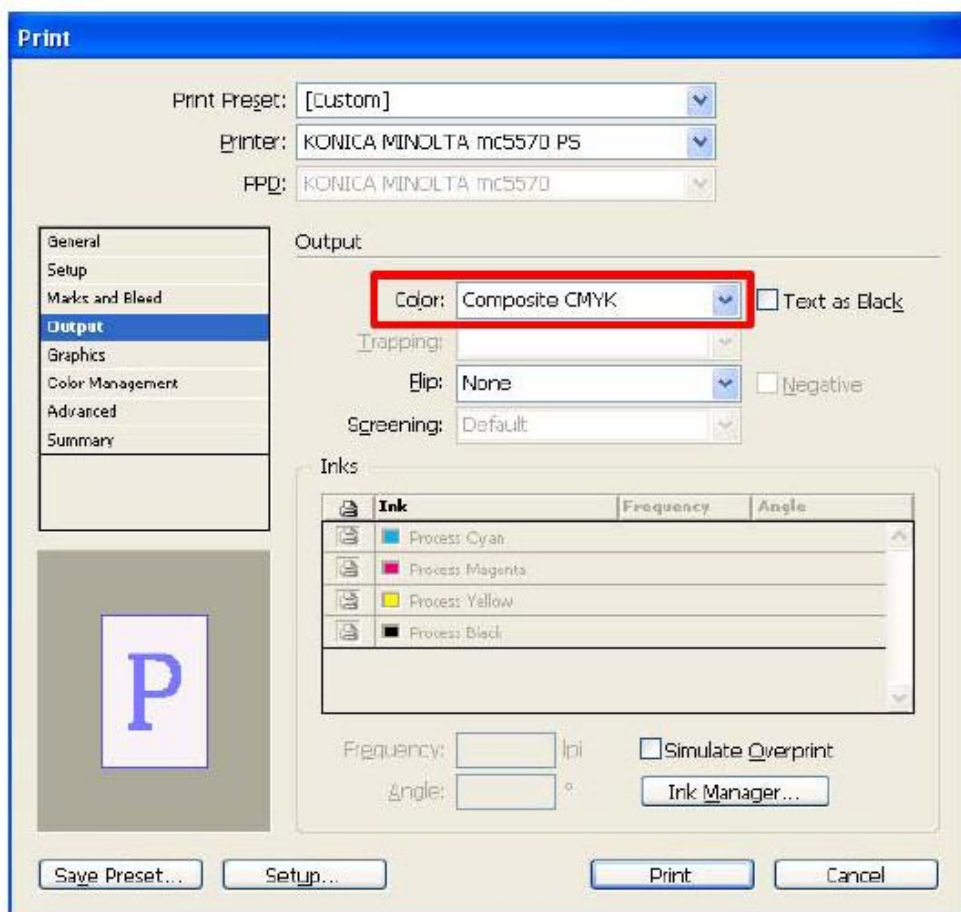 Print
Print Preset: [Custom]
Printer: KONICA MINOLTA mc5570 PS
PPD: KONICA MINOLTA mc5570
General
Setup
Marks and Bleed
Output
Graphics
Color Management
Advanced
Summary
Output
Color: Composite CMYK Text as Black
Trapping:
Flip: None Negative
Screening: Default
Inks
Ink Frequency Angle
Process Cyan
Process Magenta
Process Yellow
Process Black
P
Frequency: lpi Simulate Overprint
Angle: ° Ink Manager...
Save Preset... Setup... Print Cancel